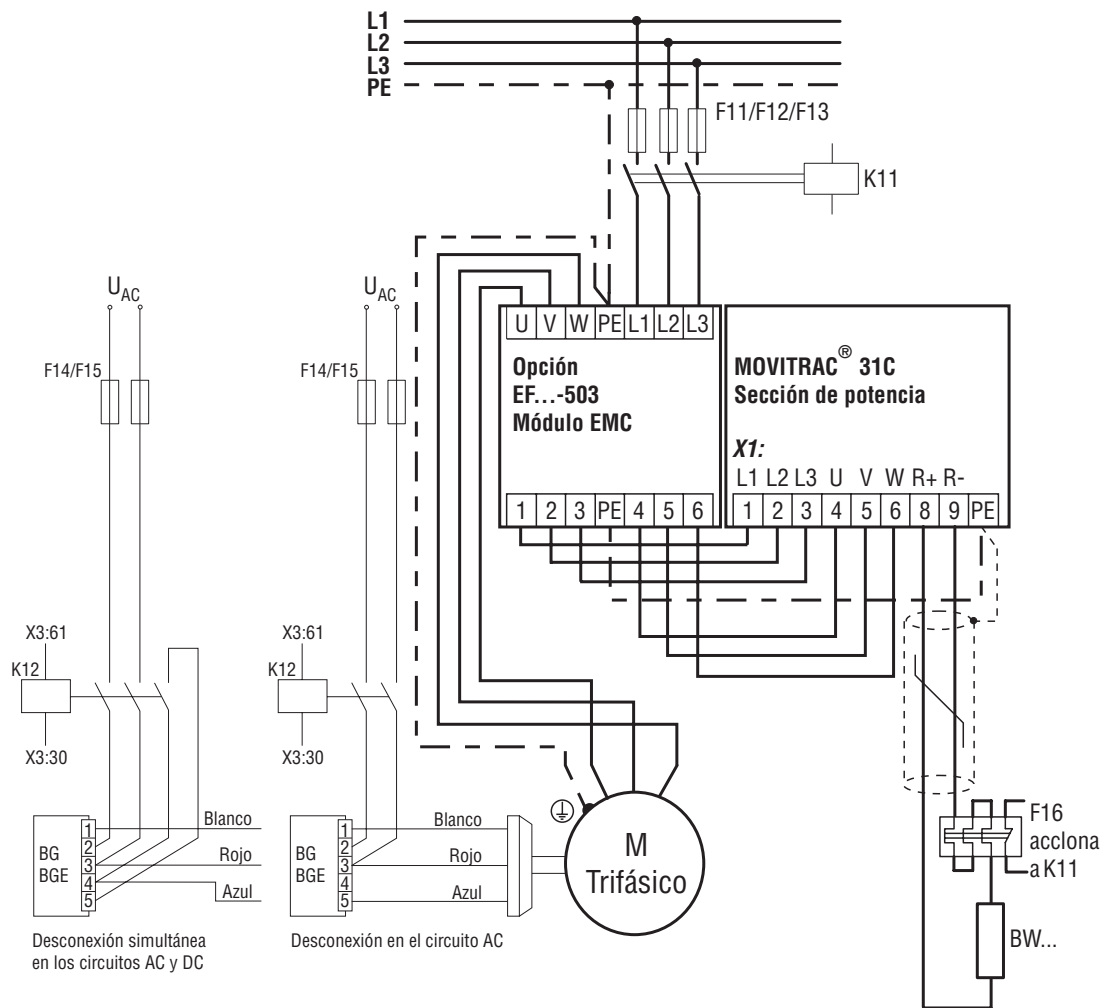 L1
L2
L3
PE
F11/F12/F13
K11
U_AC
U_AC
F14/F15
F14/F15
U V W PE L1 L2 L3
Opción
EF...-503
Módulo EMC
1 2 3 PE 4 5 6
MOVITRAC® 31C
Sección de potencia
X1:
L1 L2 L3 U V W R+ R-
1 2 3 4 5 6 8 9 PE
X3:61
K12
X3:30
X3:61
K12
X3:30
BG
BGE
1
2
3
4
5
Blanco
Rojo
Azul
BG
BGE
1
2
3
4
5
Blanco
Rojo
Azul
M
Trifásico
F16
acclona
a K11
BW...
Desconexión simultánea
en los circuitos AC y DC
Desconexión en el circuito AC